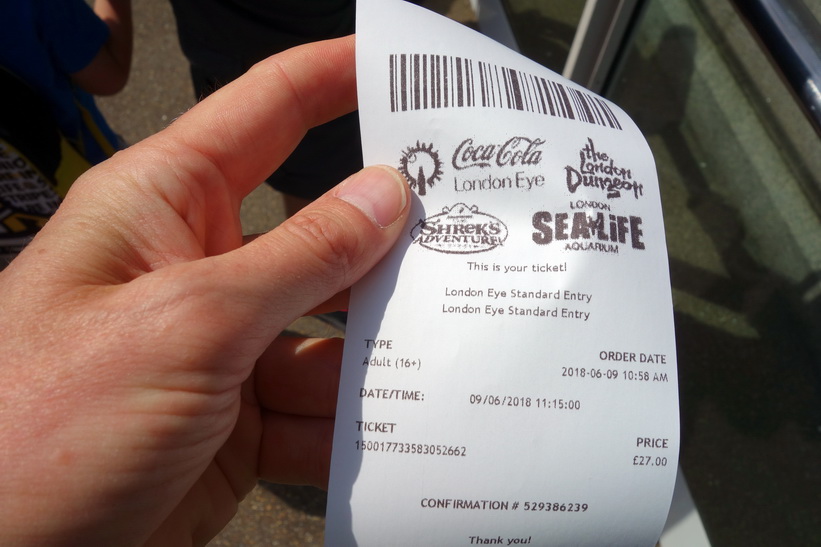 Coca-Cola
London Eye
the
London
Dungeon
SHREK'S
ADVENTURE!
LONDON
SEA LIFE
AQUARIUM
This is your ticket!
London Eye Standard Entry
London Eye Standard Entry
TYPE
Adult (16+)
ORDER DATE
2018-06-09 10:58 AM
DATE/TIME:
09/06/2018 11:15:00
TICKET
150017733583052662
PRICE
£27.00
CONFIRMATION # 529386239
Thank you!